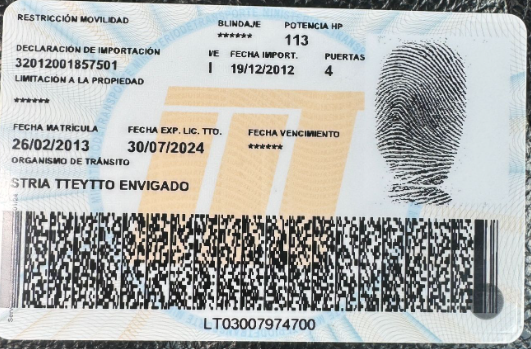 RESTRICCIÓN MOVILIDAD BLINDAJE POTENCIA HP
****** 113
DECLARACIÓN DE IMPORTACIÓN I/E FECHA IMPORT. PUERTAS
32012001857501 I 19/12/2012 4
LIMITACIÓN A LA PROPIEDAD
******
FECHA MATRÍCULA FECHA EXP. LIC. TTO. FECHA VENCIMIENTO
26/02/2013 30/07/2024 ******
ORGANISMO DE TRÁNSITO
STRIA TTEYTTO ENVIGADO
LT03007974700